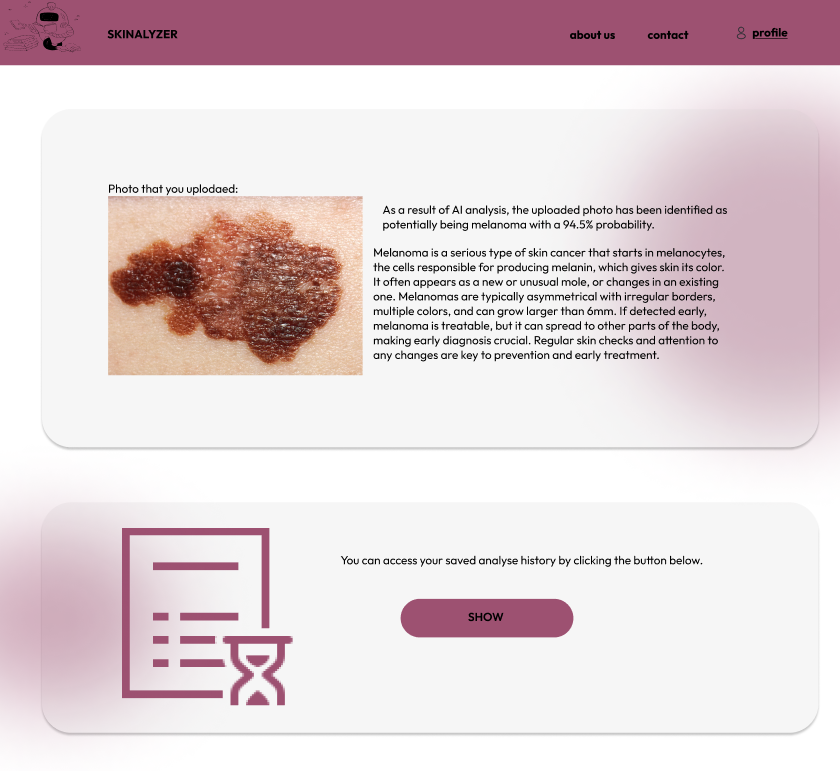 SKINALYZER
about us
contact
profile
Photo that you uplodaed:
As a result of AI analysis, the uploaded photo has been identified as
potentially being melanoma with a 94.5% probability.
Melanoma is a serious type of skin cancer that starts in melanocytes,
the cells responsible for producing melanin, which gives skin its color.
It often appears as a new or unusual mole, or changes in an existing
one. Melanomas are typically asymmetrical with irregular borders,
multiple colors, and can grow larger than 6mm. If detected early,
melanoma is treatable, but it can spread to other parts of the body,
making early diagnosis crucial. Regular skin checks and attention to
any changes are key to prevention and early treatment.
You can access your saved analyse history by clicking the button below.
SHOW